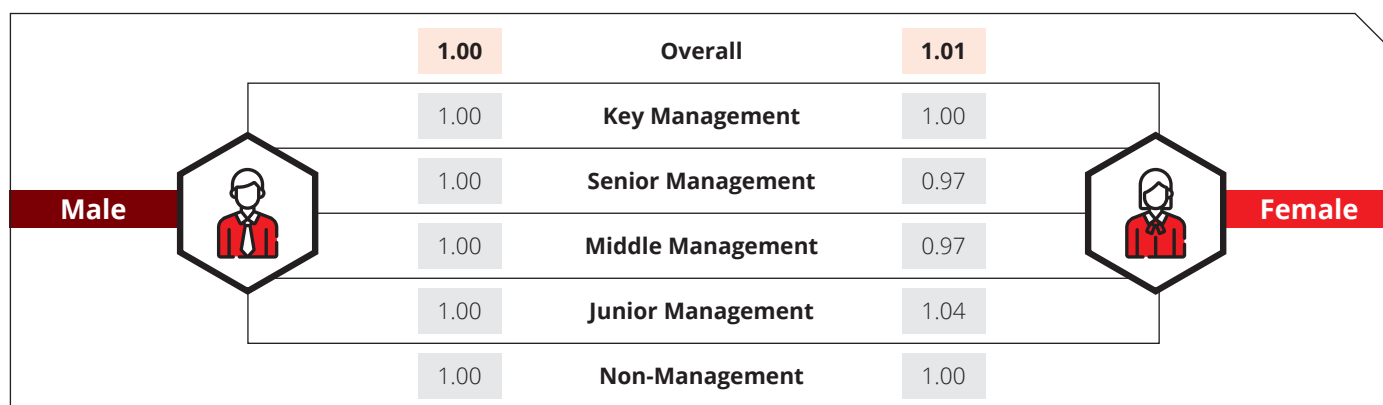 1.00 Overall 1.01
1.00 Key Management 1.00
1.00 Senior Management 0.97
Male Female
1.00 Middle Management 0.97
1.00 Junior Management 1.04
1.00 Non-Management 1.00